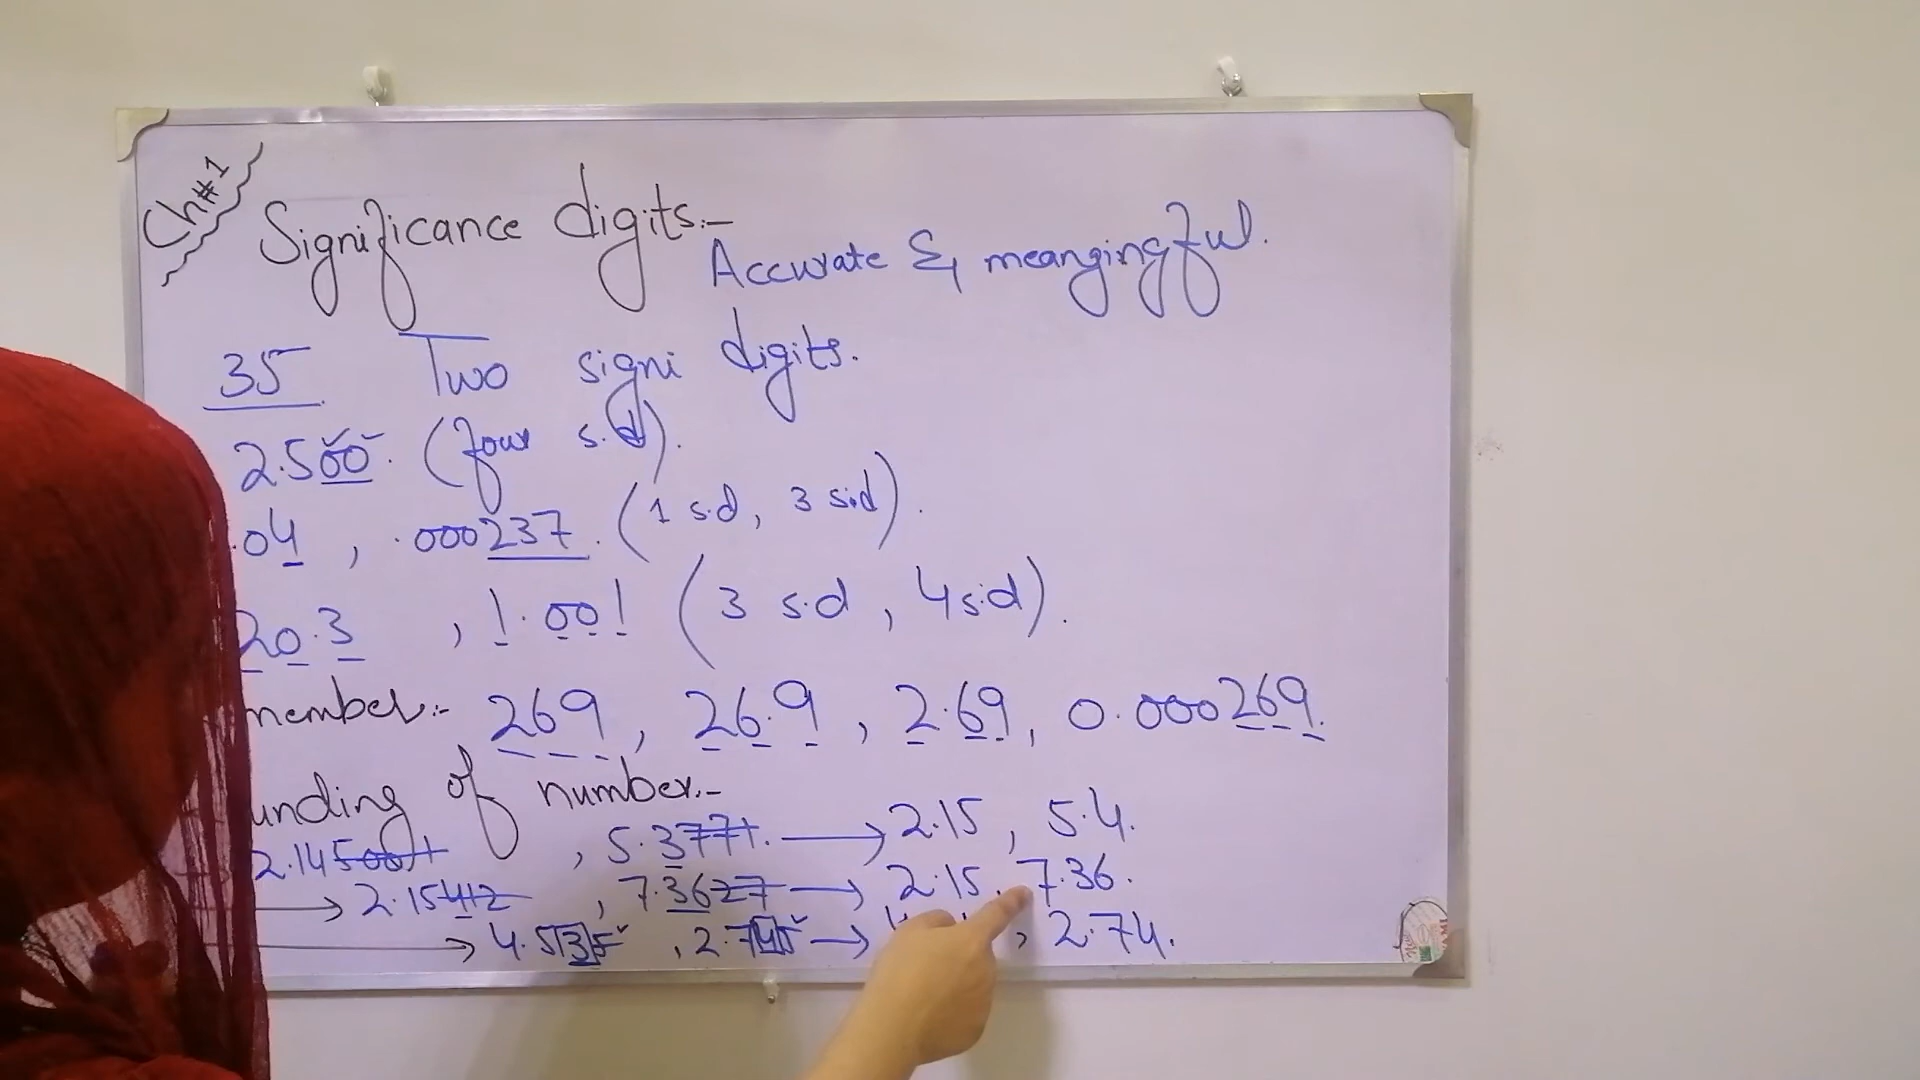 Ch#1
Significance digits:-
Accurate & meangingful.
35 Two signi digits.
2.500. (four s.d).
.04 , .000237. (1 s.d, 3 s.d).
20.3 , 1.001 (3 s.d , 4 s.d).
member:- 269 , 26.9 , 2.69 , 0.000269.
unding of number:-
2.145001 , 5.3771. → 2.15 , 5.4.
→ 2.15412 , 7.3627 → 2.15 , 7.36.
→ 4.535 , 2.745 → , 2.74.